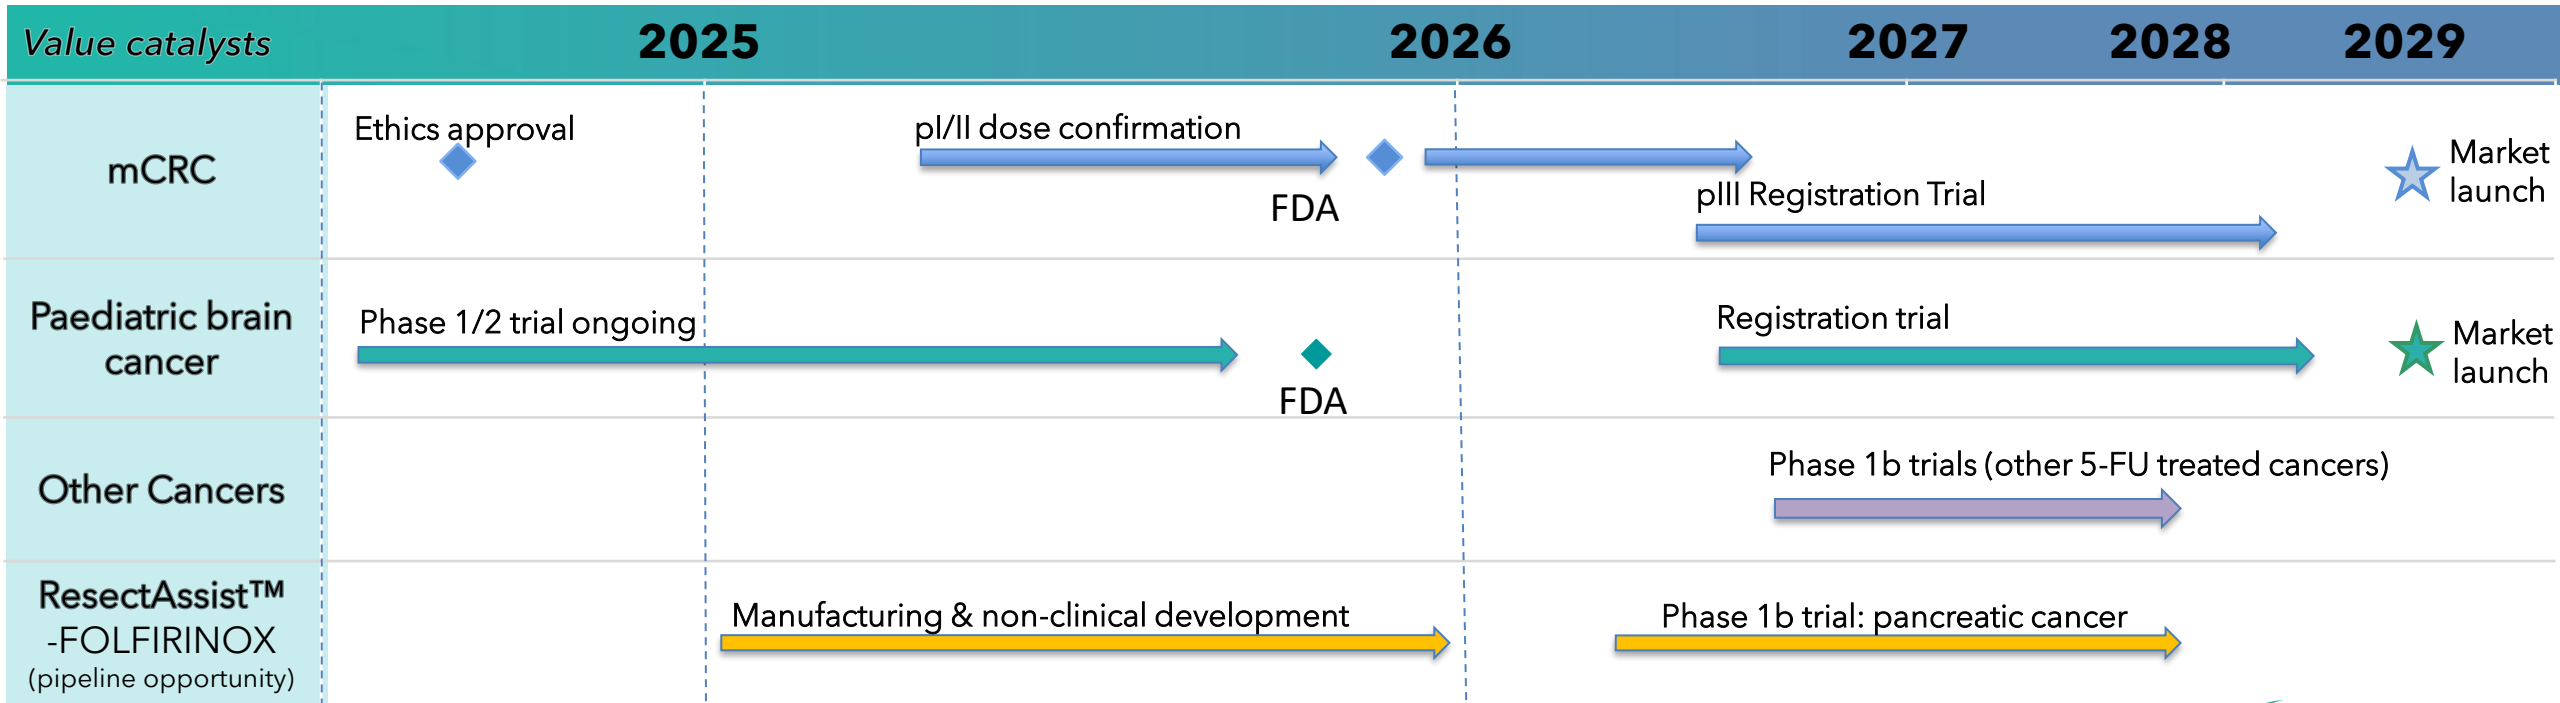 Value catalysts 2025 2026 2027 2028 2029
mCRC
Ethics approval
pI/II dose confirmation
FDA
pIII Registration Trial
Market
launch
Paediatric brain
cancer
Phase 1/2 trial ongoing
FDA
Registration trial
Market
launch
Other Cancers
Phase 1b trials (other 5-FU treated cancers)
ResectAssist™
-FOLFIRINOX
(pipeline opportunity)
Manufacturing & non-clinical development
Phase 1b trial: pancreatic cancer